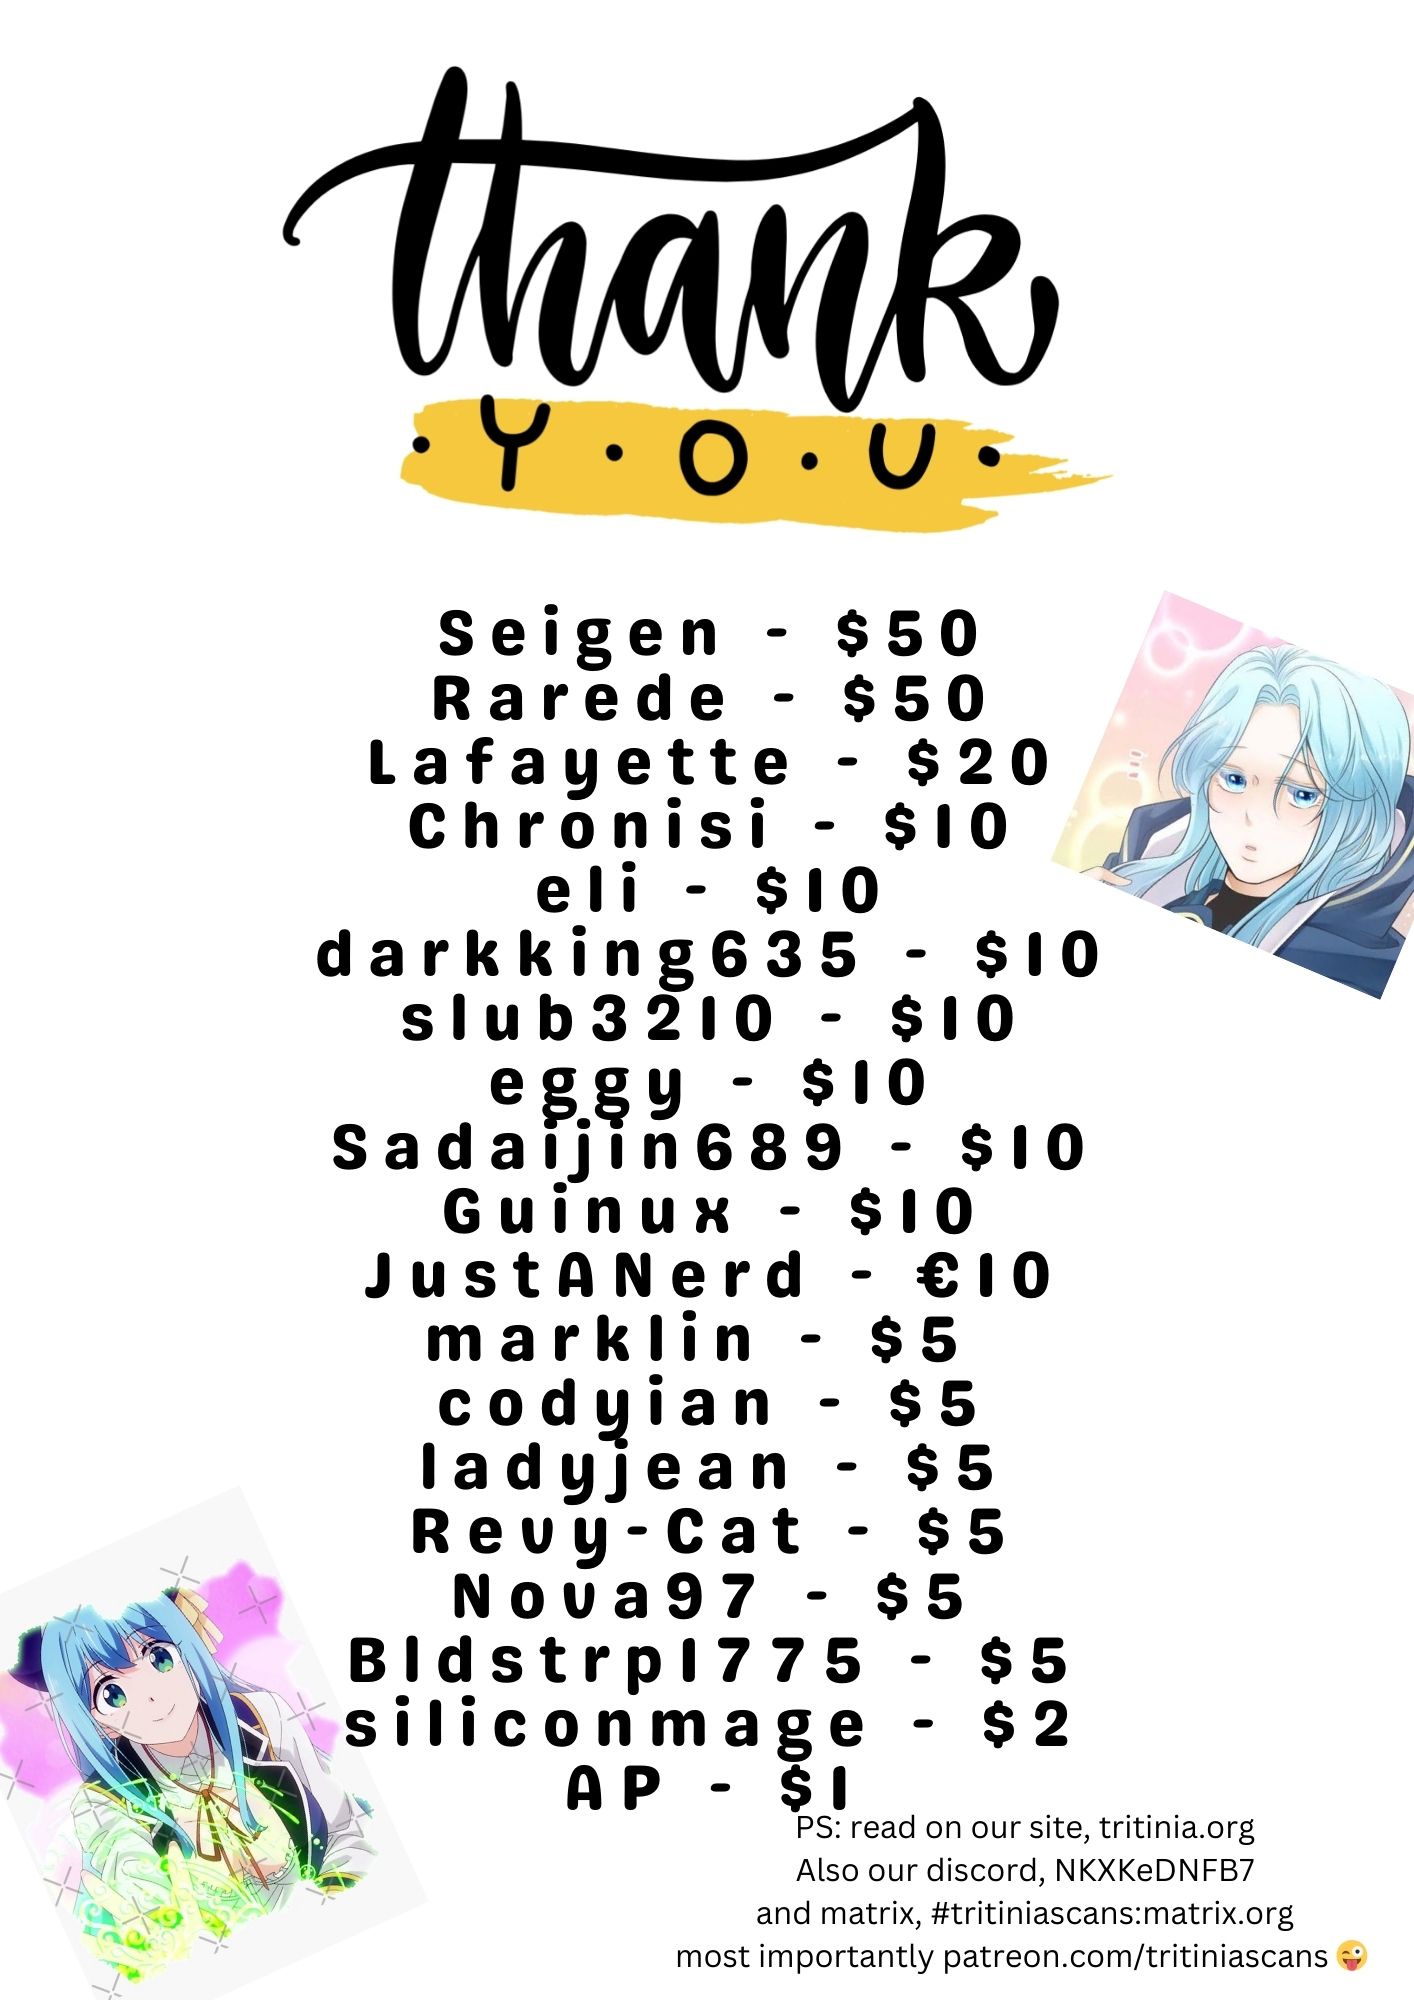 thank
·Y·O·U·
Seigen - $50
Rarede - $50
Lafayette - $20
Chronisi - $10
eli - $10
darkking635 - $10
slub3210 - $10
eggy - $10
Sadaijin689 - $10
Guinux - $10
JustANerd - €10
marklin - $5
codyian - $5
ladyjean - $5
Revy-Cat - $5
Nova97 - $5
Bldstrp1775 - $5
siliconmage - $2
AP - $1
PS: read on our site, tritinia.org
Also our discord, NKXKeDNFB7
and matrix, #tritiniascans:matrix.org
most importantly patreon.com/tritiniascans 😜